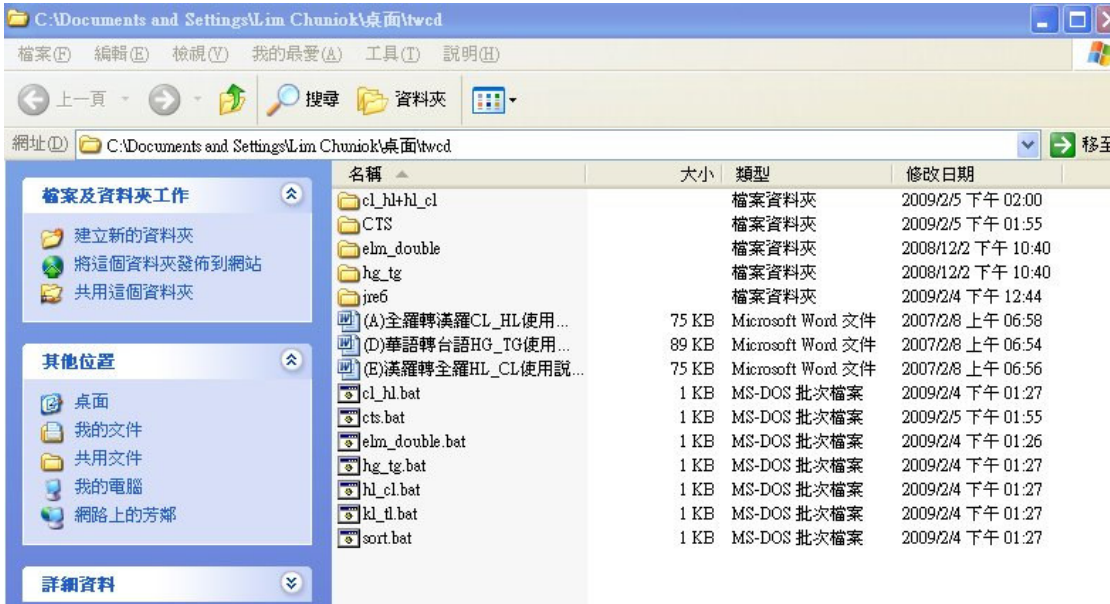 C:\Documents and Settings\Lim Chuniok\桌面\twcd
檔案(F) 編輯(E) 檢視(V) 我的最愛(A) 工具(T) 說明(H)
上一頁 搜尋 資料夾
網址(D) C:\Documents and Settings\Lim Chuniok\桌面\twcd 移至
檔案及資料夾工作
建立新的資料夾
將這個資料夾發佈到網站
共用這個資料夾
其他位置
桌面
我的文件
共用文件
我的電腦
網路上的芳鄰
詳細資料
名稱 大小 類型 修改日期
cl_hl+hl_cl 檔案資料夾 2009/2/5 下午 02:00
CTS 檔案資料夾 2009/2/5 下午 01:55
elm_double 檔案資料夾 2008/12/2 下午 10:40
hg_tg 檔案資料夾 2008/12/2 下午 10:40
jre6 檔案資料夾 2009/2/4 下午 12:44
(A)全羅轉漢羅CL_HL使用... 75 KB Microsoft Word 文件 2007/2/8 上午 06:58
(D)華語轉台語HG_TG使用... 89 KB Microsoft Word 文件 2007/2/8 上午 06:54
(E)漢羅轉全羅HL_CL使用說... 75 KB Microsoft Word 文件 2007/2/8 上午 06:56
cl_hl.bat 1 KB MS-DOS 批次檔案 2009/2/4 下午 01:27
cts.bat 1 KB MS-DOS 批次檔案 2009/2/5 下午 01:55
elm_double.bat 1 KB MS-DOS 批次檔案 2009/2/4 下午 01:26
hg_tg.bat 1 KB MS-DOS 批次檔案 2009/2/4 下午 01:27
hl_cl.bat 1 KB MS-DOS 批次檔案 2009/2/4 下午 01:27
kl_tl.bat 1 KB MS-DOS 批次檔案 2009/2/4 下午 01:27
sort.bat 1 KB MS-DOS 批次檔案 2009/2/4 下午 01:27